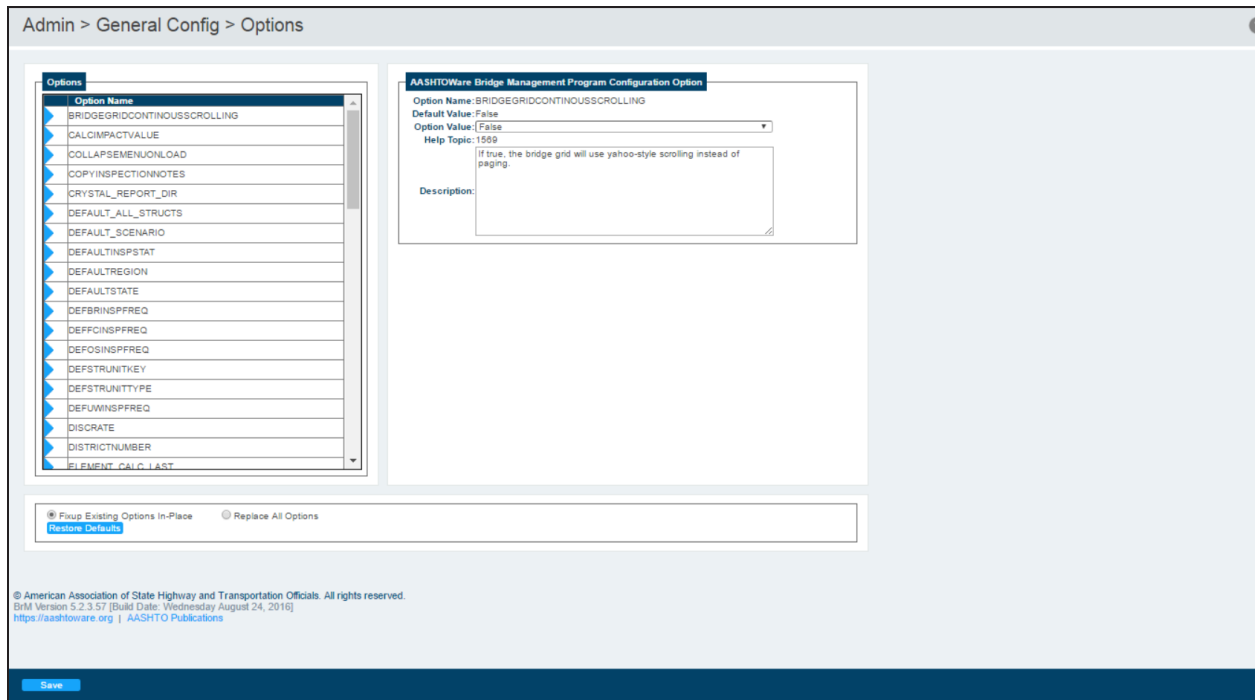 Admin > General Config > Options
Options
Option Name
BRIDGEGRIDCONTINOUSSCROLLING
CALCIMPACTVALUE
COLLAPSEMENUONLOAD
COPYINSPECTIONNOTES
CRYSTAL_REPORT_DIR
DEFAULT_ALL_STRUCTS
DEFAULT_SCENARIO
DEFAULTINSPSTAT
DEFAULTREGION
DEFAULTSTATE
DEFBRINSPFREQ
DEFFCINSPFREQ
DEFOSINSPFREQ
DEFSTRUNITKEY
DEFSTRUNITTYPE
DEFUWINSPFREQ
DISCRATE
DISTRICTNUMBER
ELEMENT_CALC_LAST
AASHTOWare Bridge Management Program Configuration Option
Option Name: BRIDGEGRIDCONTINOUSSCROLLING
Default Value: False
Option Value: False
Help Topic: 1569
If true, the bridge grid will use yahoo-style scrolling instead of
paging.
Description:
Fixup Existing Options In-Place Replace All Options
Restore Defaults
© American Association of State Highway and Transportation Officials. All rights reserved.
BrM Version 5.2.3.57 [Build Date: Wednesday August 24, 2016]
https://aashtoware.org | AASHTO Publications
Save